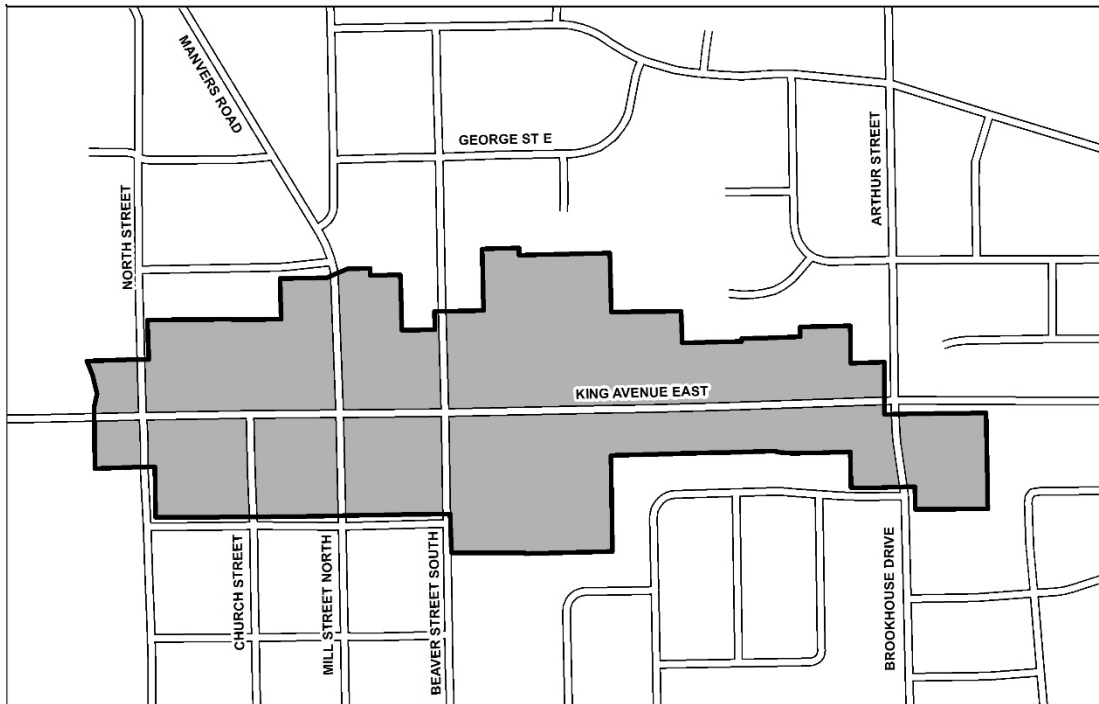 MANVERS ROAD
GEORGE ST E
ARTHUR STREET
NORTH STREET
KING AVENUE EAST
CHURCH STREET
MILL STREET NORTH
BEAVER STREET SOUTH
BROOKHOUSE DRIVE